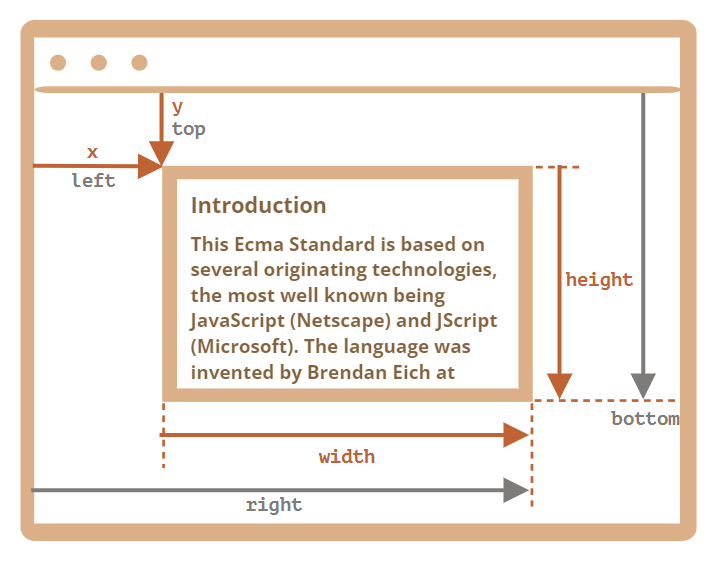 y
top
x
left
Introduction
This Ecma Standard is based on
several originating technologies,
the most well known being
JavaScript (Netscape) and JScript
(Microsoft). The language was
invented by Brendan Eich at
height
bottom
width
right